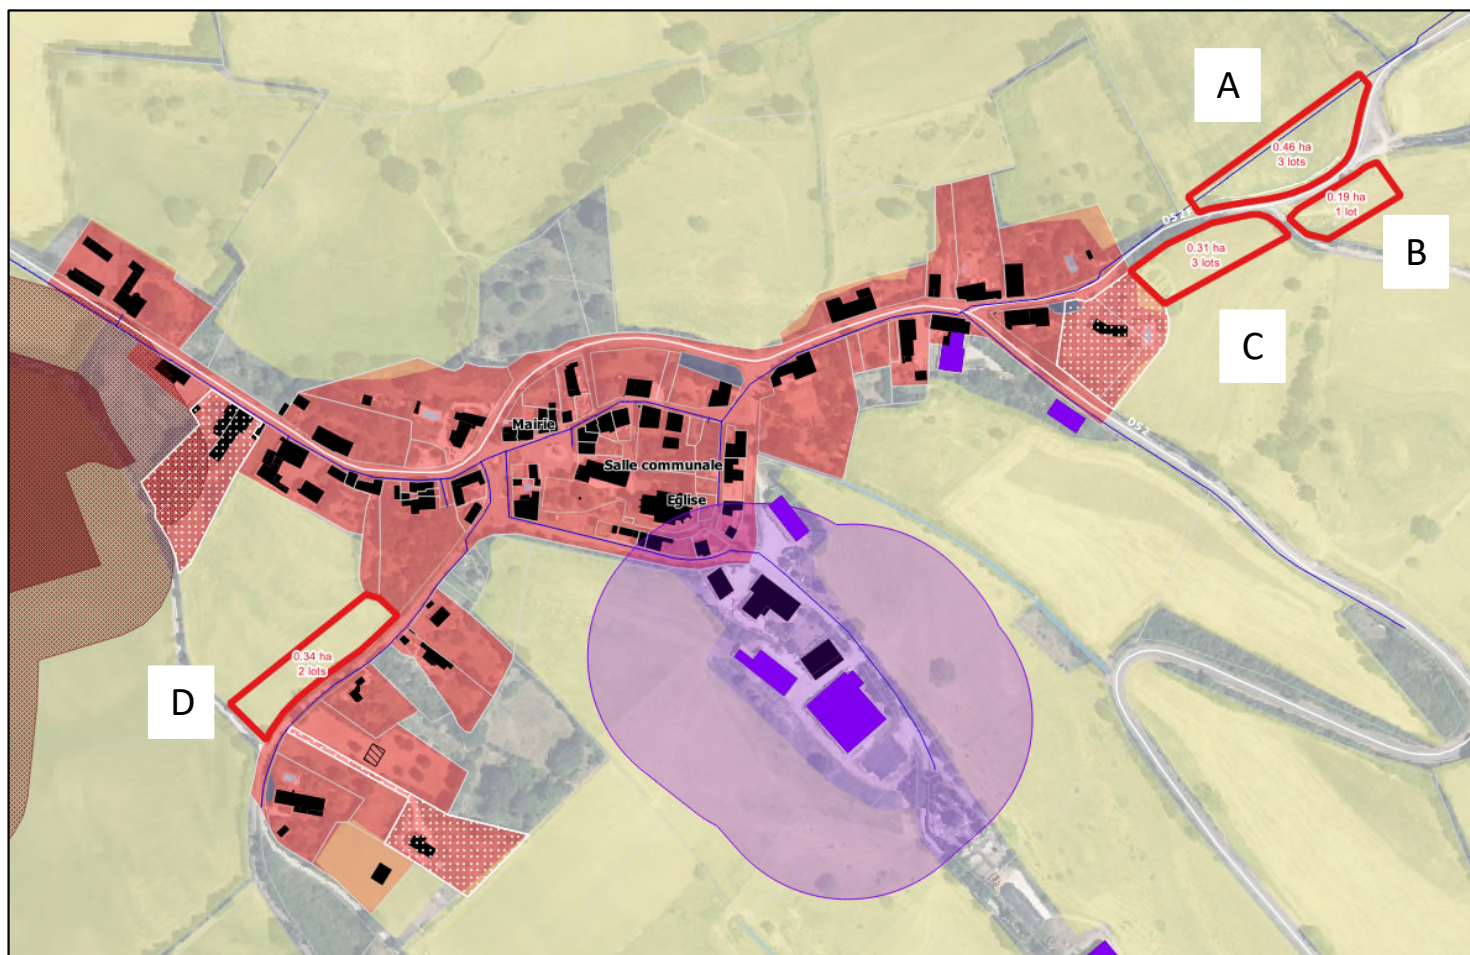 A
0.46 ha
3 lots
0.19 ha
1 lot
B
0.31 ha
3 lots
C
D52
Mairie
Salle communale
Eglise
0.34 ha
2 lots
D